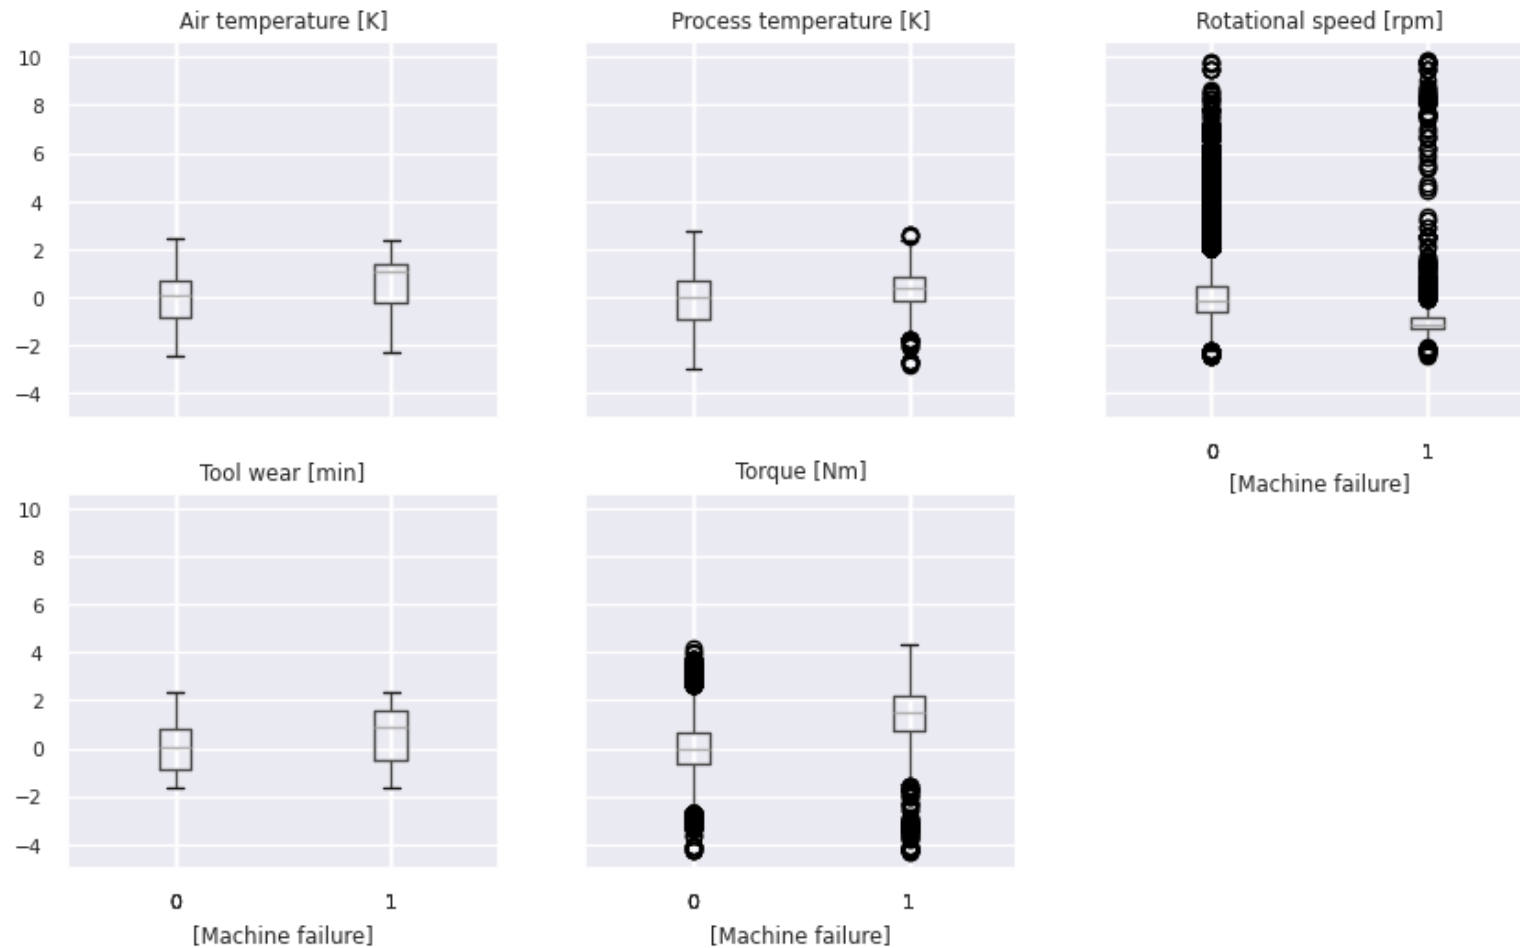 Air temperature [K]
Process temperature [K]
Rotational speed [rpm]
10
8
6
4
2
0
−2
−4
0
1
[Machine failure]
Tool wear [min]
Torque [Nm]
10
8
6
4
2
0
−2
−4
0
1
[Machine failure]
0
1
[Machine failure]